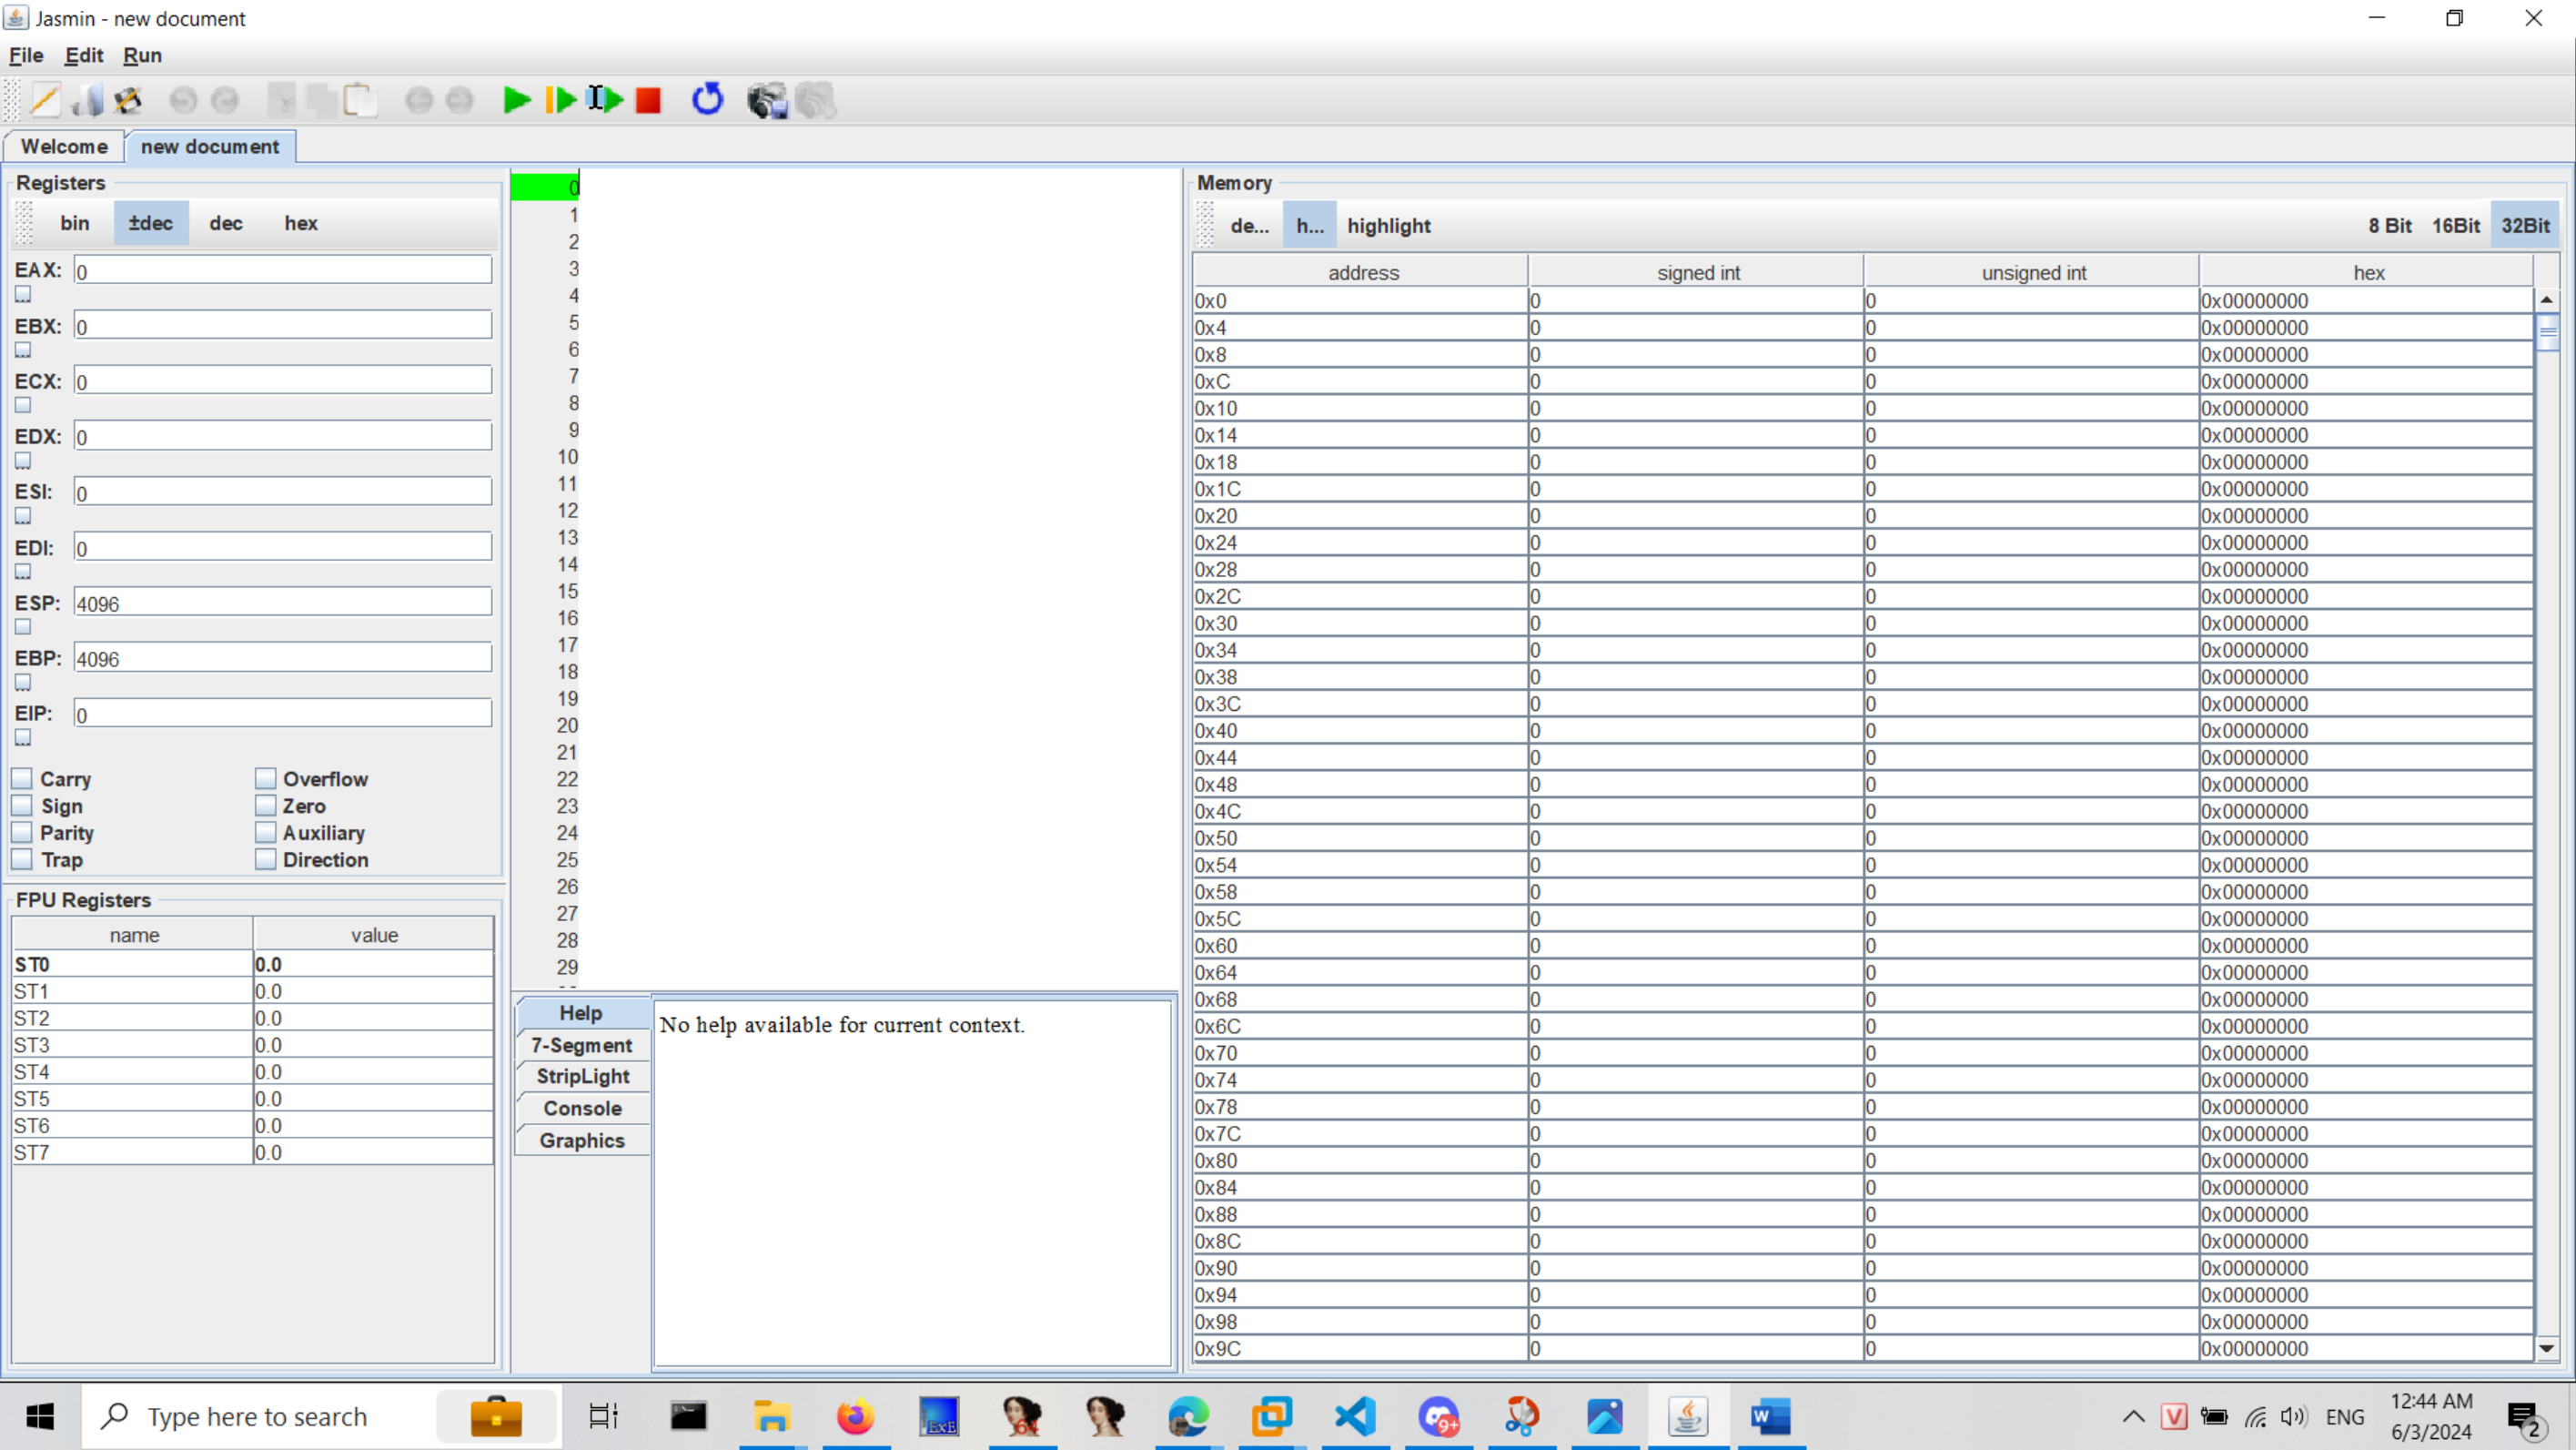 Jasmin - new document
File Edit Run
Welcome new document
Registers
bin ±dec dec hex
EAX: 0
...
EBX: 0
...
ECX: 0
...
EDX: 0
...
ESI: 0
...
EDI: 0
...
ESP: 4096
...
EBP: 4096
...
EIP: 0
...
Carry Overflow
Sign Zero
Parity Auxiliary
Trap Direction
FPU Registers
name value
ST0 0.0
ST1 0.0
ST2 0.0
ST3 0.0
ST4 0.0
ST5 0.0
ST6 0.0
ST7 0.0
0
1
2
3
4
5
6
7
8
9
10
11
12
13
14
15
16
17
18
19
20
21
22
23
24
25
26
27
28
29
Help
7-Segment
StripLight
Console
Graphics
No help available for current context.
Memory
de... h... highlight 8 Bit 16Bit 32Bit
address signed int unsigned int hex
0x0 0 0 0x00000000
0x4 0 0 0x00000000
0x8 0 0 0x00000000
0xC 0 0 0x00000000
0x10 0 0 0x00000000
0x14 0 0 0x00000000
0x18 0 0 0x00000000
0x1C 0 0 0x00000000
0x20 0 0 0x00000000
0x24 0 0 0x00000000
0x28 0 0 0x00000000
0x2C 0 0 0x00000000
0x30 0 0 0x00000000
0x34 0 0 0x00000000
0x38 0 0 0x00000000
0x3C 0 0 0x00000000
0x40 0 0 0x00000000
0x44 0 0 0x00000000
0x48 0 0 0x00000000
0x4C 0 0 0x00000000
0x50 0 0 0x00000000
0x54 0 0 0x00000000
0x58 0 0 0x00000000
0x5C 0 0 0x00000000
0x60 0 0 0x00000000
0x64 0 0 0x00000000
0x68 0 0 0x00000000
0x6C 0 0 0x00000000
0x70 0 0 0x00000000
0x74 0 0 0x00000000
0x78 0 0 0x00000000
0x7C 0 0 0x00000000
0x80 0 0 0x00000000
0x84 0 0 0x00000000
0x88 0 0 0x00000000
0x8C 0 0 0x00000000
0x90 0 0 0x00000000
0x94 0 0 0x00000000
0x98 0 0 0x00000000
0x9C 0 0 0x00000000
Type here to search
ExE
64
9+
W
V
ENG
12:44 AM
6/3/2024
2